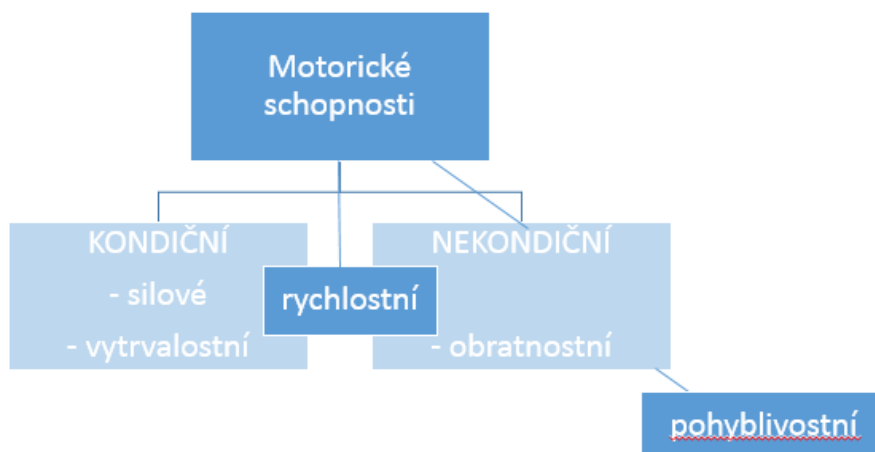 Motorické
schopnosti
KONDIČNÍ
- silové
- vytrvalostní
rychlostní
NEKONDIČNÍ
- obratnostní
pohyblivostní